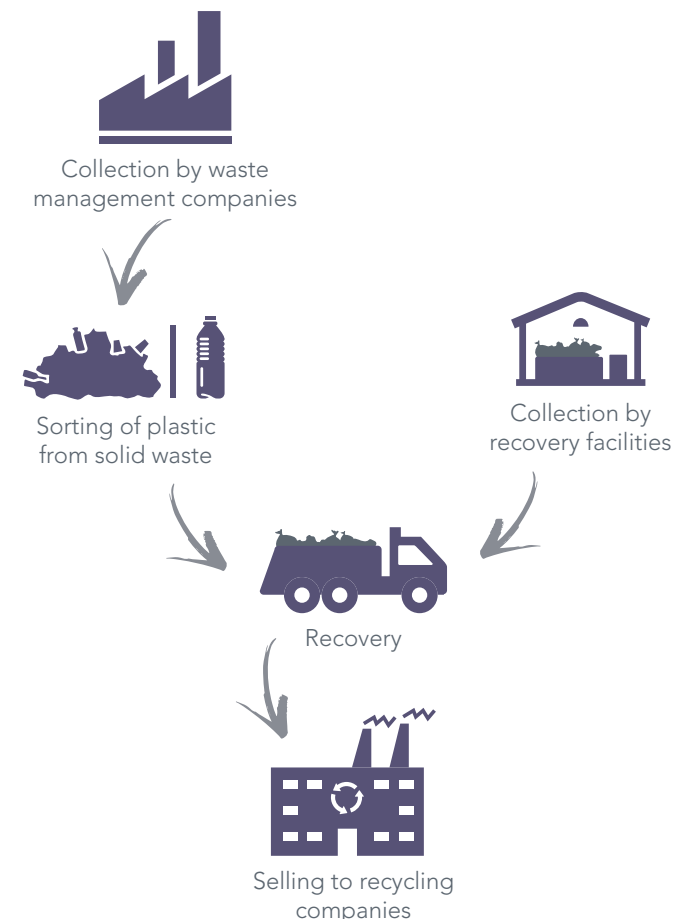 Collection by waste
management companies
Sorting of plastic
from solid waste
Collection by
recovery facilities
Recovery
Selling to recycling
companies